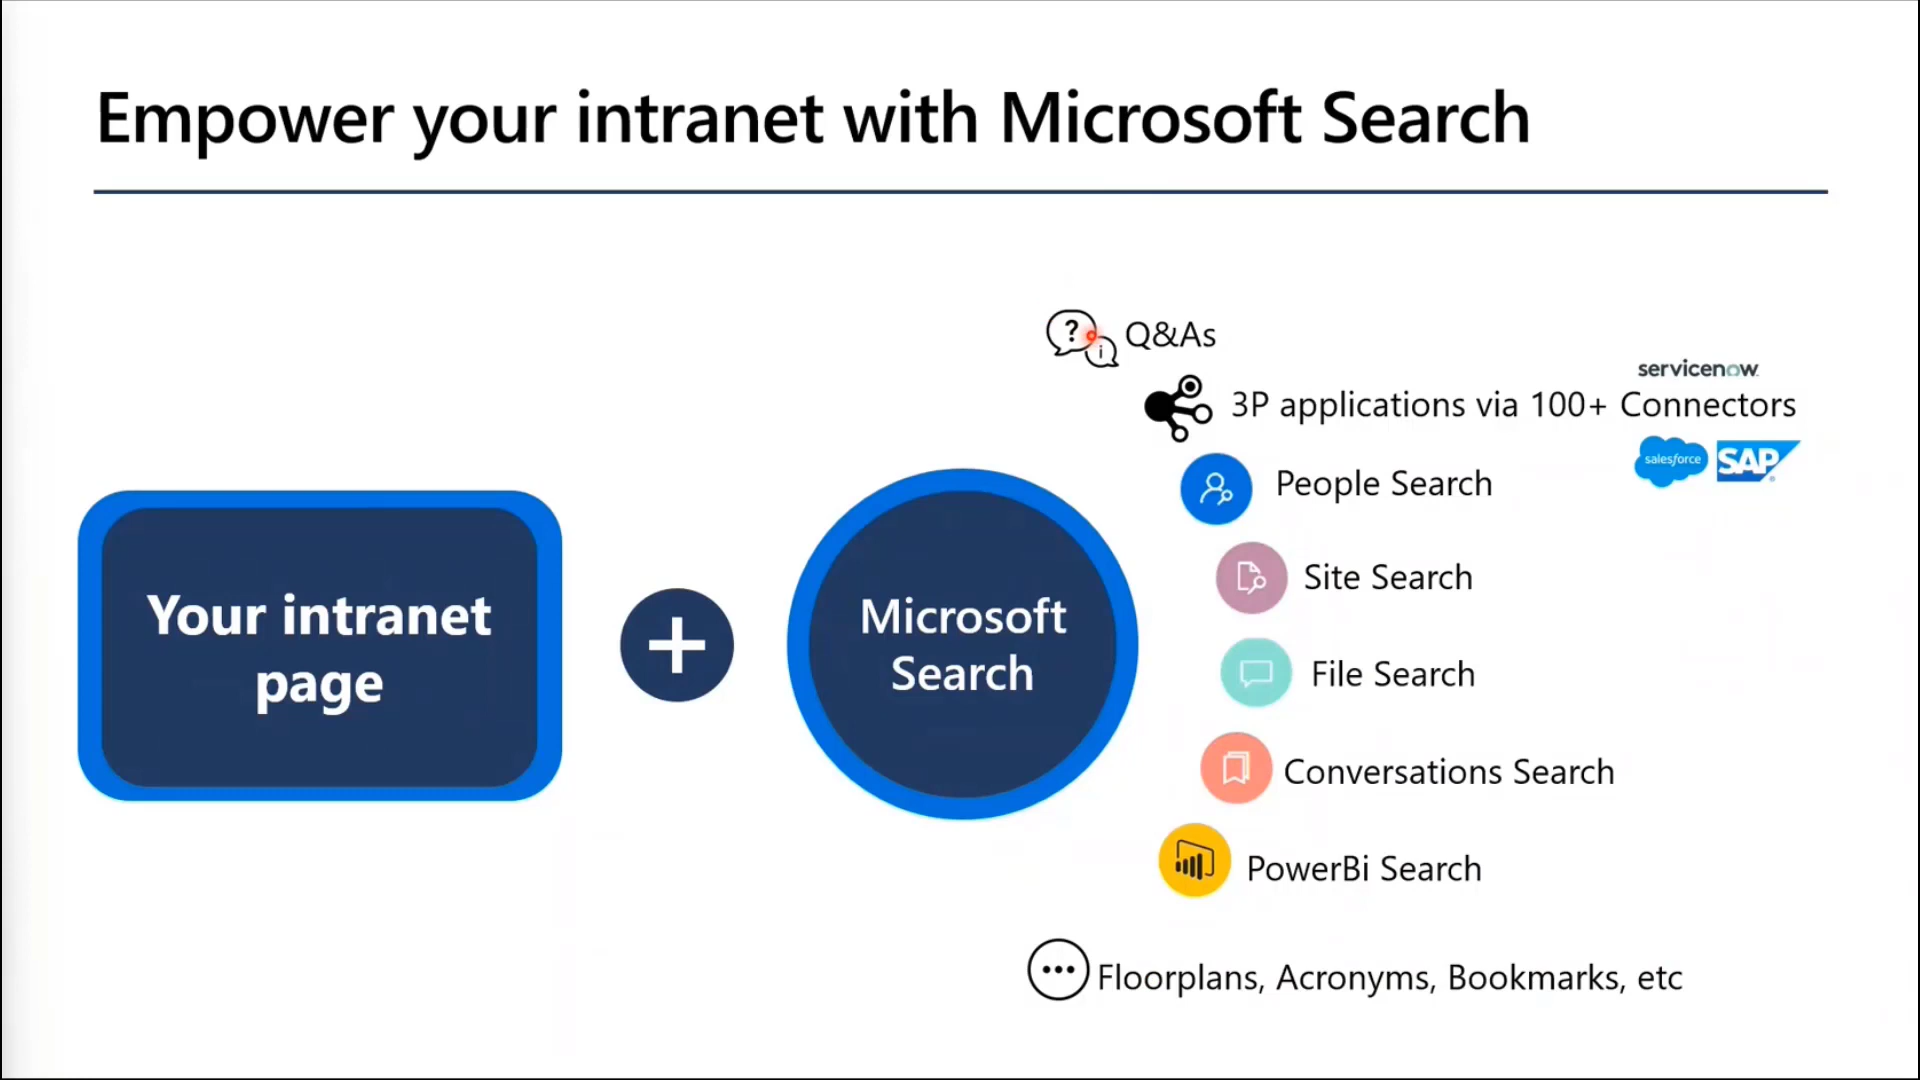 Empower your intranet with Microsoft Search
? i Q&As
servicenow
3P applications via 100+ Connectors
salesforce SAP
People Search
Site Search
File Search
Conversations Search
PowerBi Search
Floorplans, Acronyms, Bookmarks, etc
Your intranet
page
+
Microsoft
Search